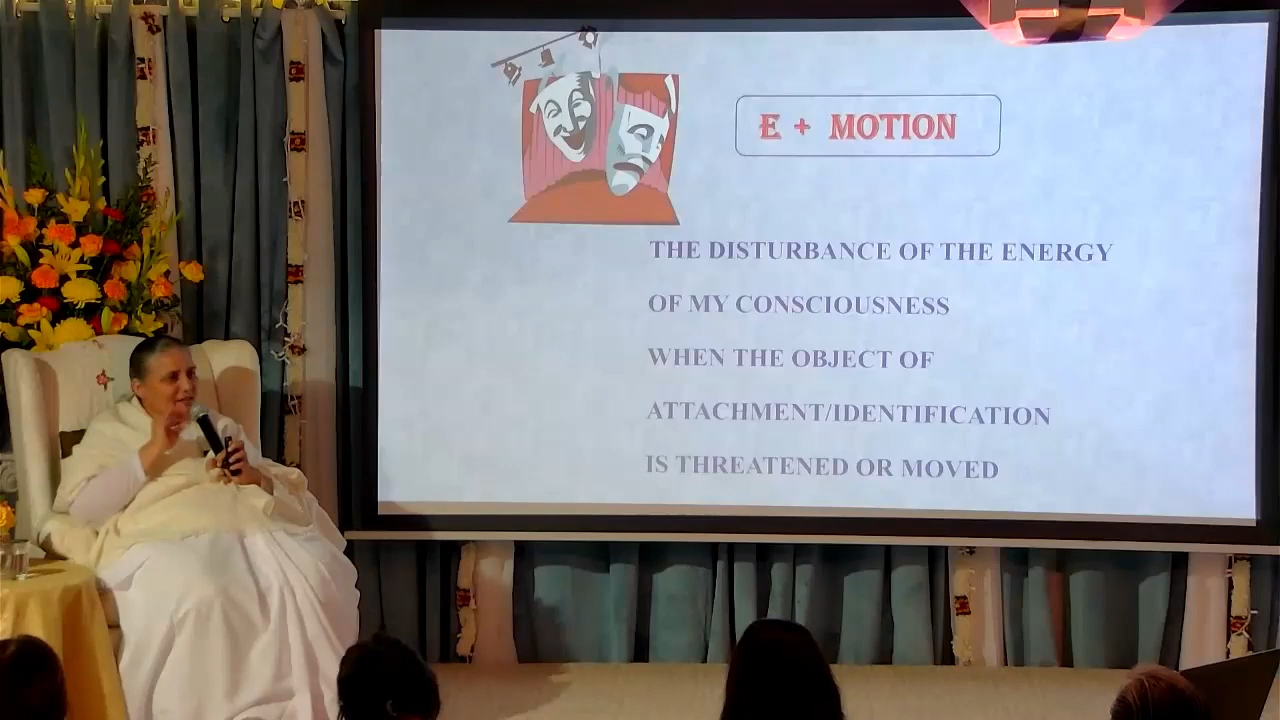 E + MOTION
THE DISTURBANCE OF THE ENERGY
OF MY CONSCIOUSNESS
WHEN THE OBJECT OF
ATTACHMENT/IDENTIFICATION
IS THREATENED OR MOVED